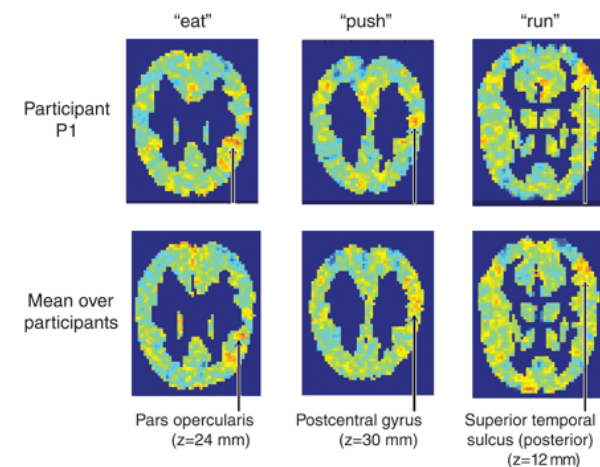 “eat”
“push”
“run”
Participant
P1
Mean over
participants
Pars opercularis
(z=24 mm)
Postcentral gyrus
(z=30 mm)
Superior temporal
sulcus (posterior)
(z=12 mm)